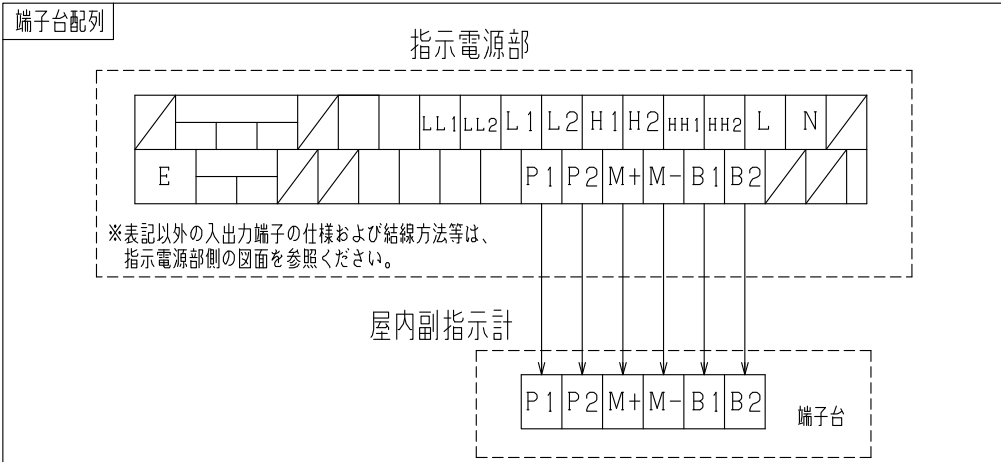 端子台配列
指示電源部
LL1 LL2 L1 L2 H1 H2 HH1 HH2 L N
E P1 P2 M+ M- B1 B2
※表記以外の入出力端子の仕様および結線方法等は、
指示電源部側の図面を参照ください。
屋内副指示計
P1 P2 M+ M- B1 B2
端子台